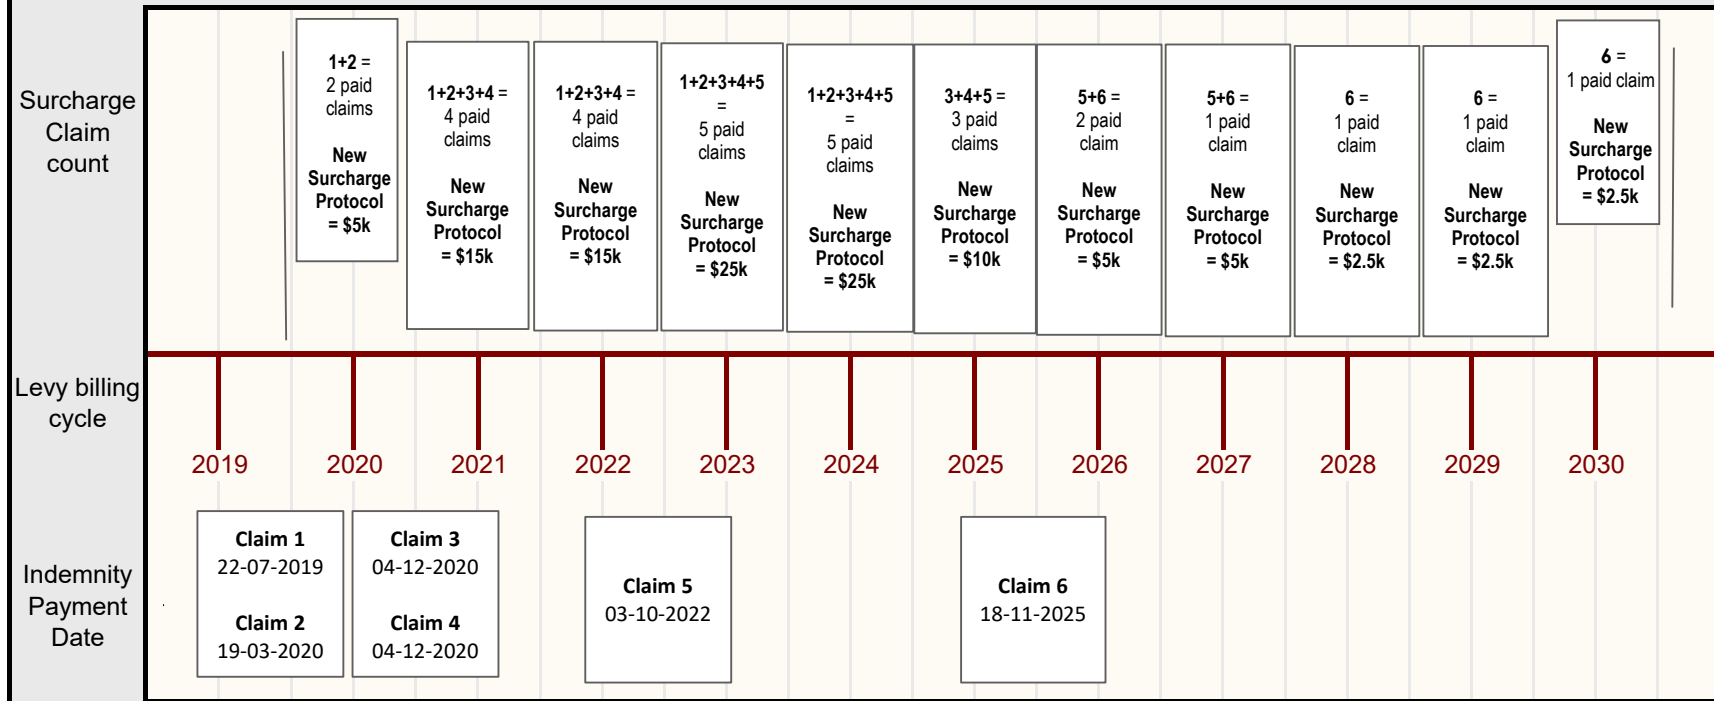 Surcharge
Claim
count
1+2 =
2 paid
claims
New
Surcharge
Protocol
= $5k
1+2+3+4 =
4 paid
claims
New
Surcharge
Protocol
= $15k
1+2+3+4 =
4 paid
claims
New
Surcharge
Protocol
= $15k
1+2+3+4+5
=
5 paid
claims
New
Surcharge
Protocol
= $25k
1+2+3+4+5
=
5 paid
claims
New
Surcharge
Protocol
= $25k
3+4+5 =
3 paid
claims
New
Surcharge
Protocol
= $10k
5+6 =
2 paid
claim
New
Surcharge
Protocol
= $5k
5+6 =
1 paid
claim
New
Surcharge
Protocol
= $5k
6 =
1 paid
claim
New
Surcharge
Protocol
= $2.5k
6 =
1 paid
claim
New
Surcharge
Protocol
= $2.5k
6 =
1 paid claim
New
Surcharge
Protocol
= $2.5k
Levy billing
cycle
2019
2020
2021
2022
2023
2024
2025
2026
2027
2028
2029
2030
Indemnity
Payment
Date
Claim 1
22-07-2019
Claim 2
19-03-2020
Claim 3
04-12-2020
Claim 4
04-12-2020
Claim 5
03-10-2022
Claim 6
18-11-2025